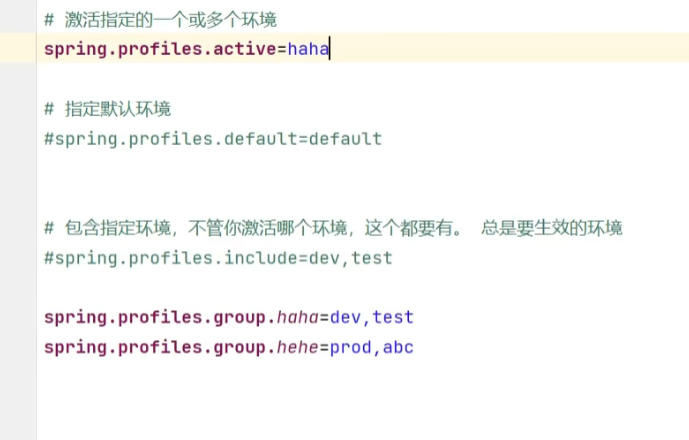 # 激活指定的一个或多个环境
spring.profiles.active=haha
# 指定默认环境
#spring.profiles.default=default
# 包含指定环境，不管你激活哪个环境，这个都要有。 总是要生效的环境
#spring.profiles.include=dev,test
spring.profiles.group.haha=dev,test
spring.profiles.group.hehe=prod,abc